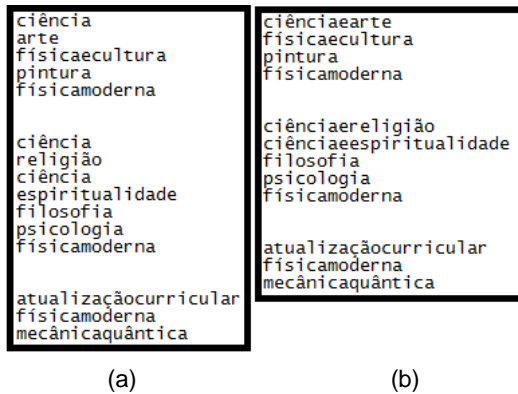 ciência
arte
físicaecultura
pintura
físicamoderna
ciência
religião
ciência
espiritualidade
filosofia
psicologia
físicamoderna
atualizaçãocurricular
físicamoderna
mecânicaquântica
(a)
ciênciaearte
físicaecultura
pintura
físicamoderna
ciênciaereligião
ciênciaeespiritualidade
filosofia
psicologia
físicamoderna
atualizaçãocurricular
físicamoderna
mecânicaquântica
(b)